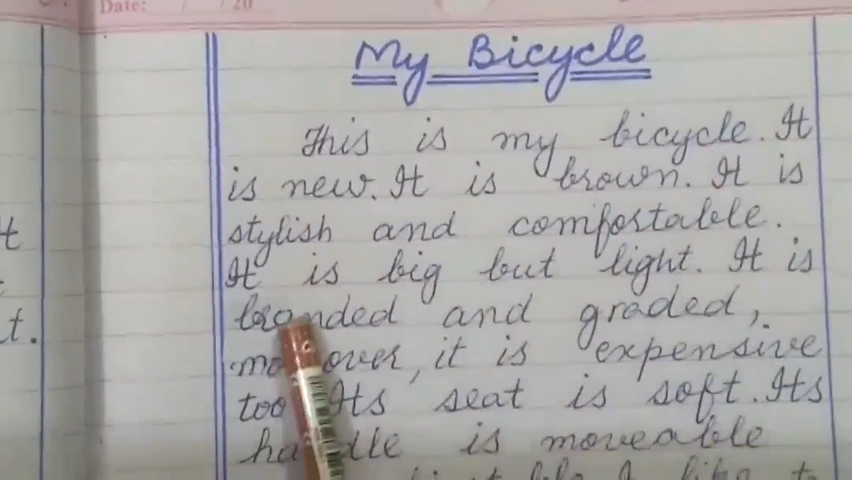 Date: / / 20
My Bicycle
This is my bicycle. It
is new. It is brown. It is
stylish and comfortable.
It is big but light. It is
branded and graded,
moreover, it is expensive
too. Its seat is soft. Its
handle is moveable
I like to
t.